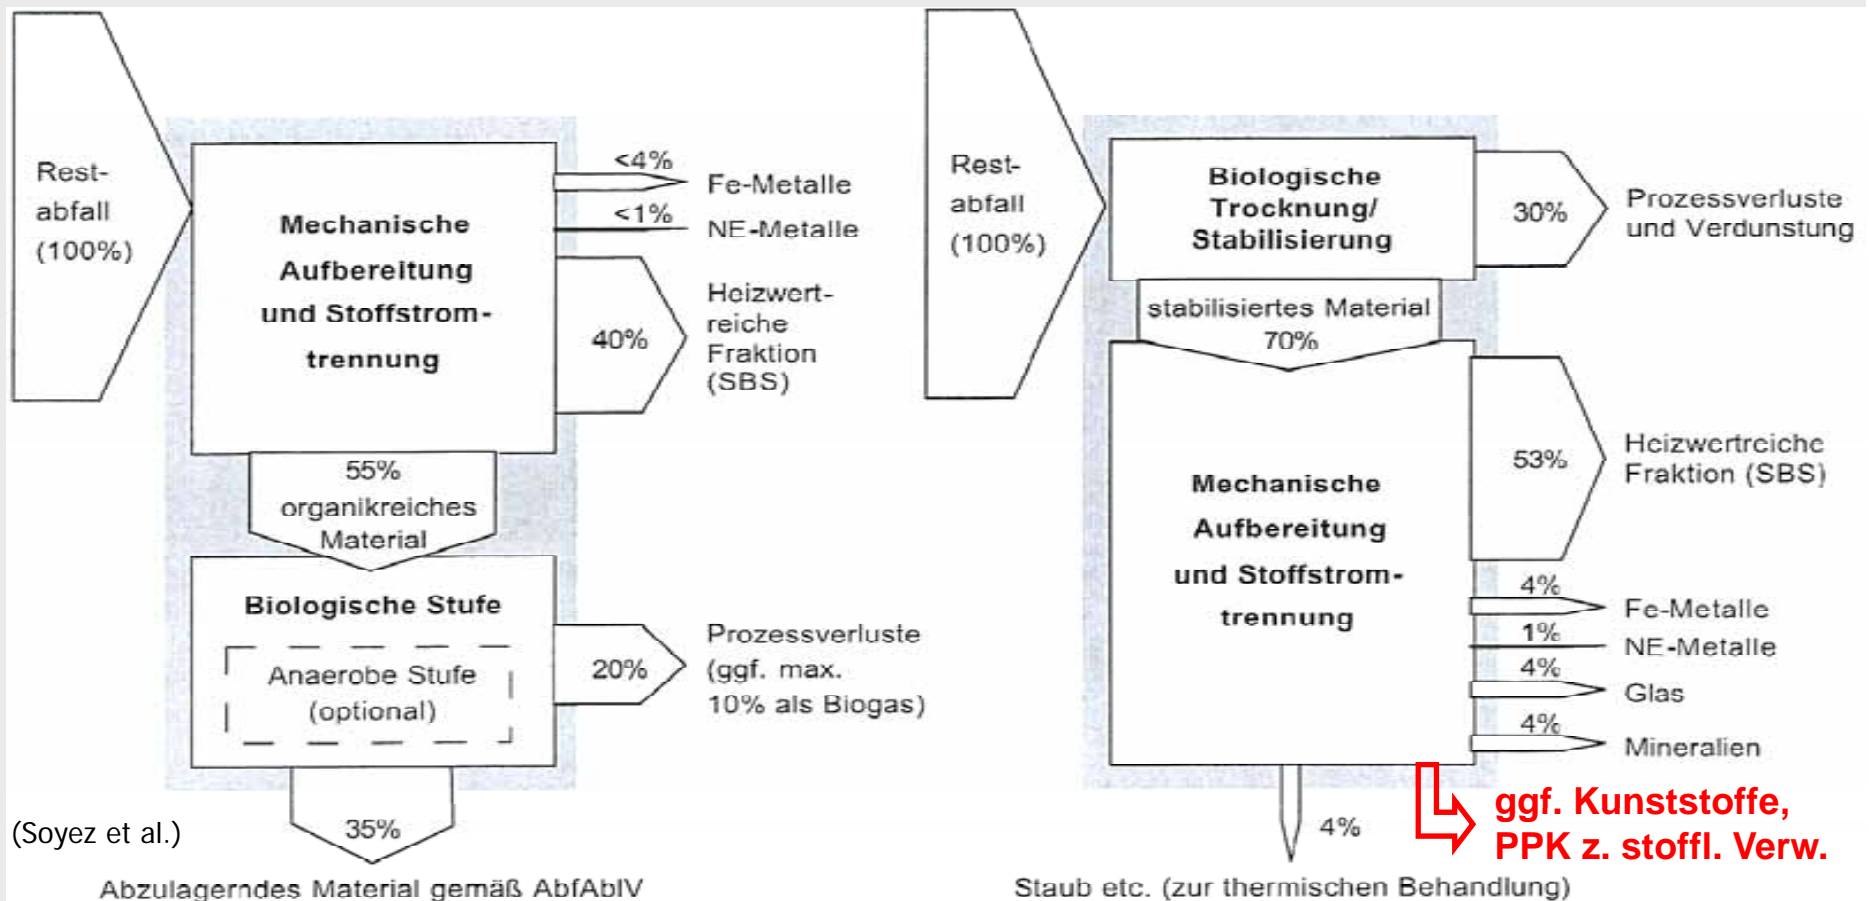 Rest-
abfall
(100%)
Mechanische
Aufbereitung
und Stoffstrom-
trennung
<4%
Fe-Metalle
<1%
NE-Metalle
40%
Heizwert-
reiche
Fraktion
(SBS)
55%
organikreiches
Material
Biologische Stufe
Anaerobe Stufe
(optional)
20%
Prozessverluste
(ggf. max.
10% als Biogas)
35%
(Soyez et al.)
Abzulagerndes Material gemäß AbfAblV
Rest-
abfall
(100%)
Biologische
Trocknung/
Stabilisierung
30%
Prozessverluste
und Verdunstung
stabilisiertes Material
70%
Mechanische
Aufbereitung
und Stoffstrom-
trennung
53%
Heizwertreiche
Fraktion (SBS)
4%
Fe-Metalle
1%
NE-Metalle
4%
Glas
4%
Mineralien
4%
ggf. Kunststoffe,
PPK z. stoffl. Verw.
Staub etc. (zur thermischen Behandlung)